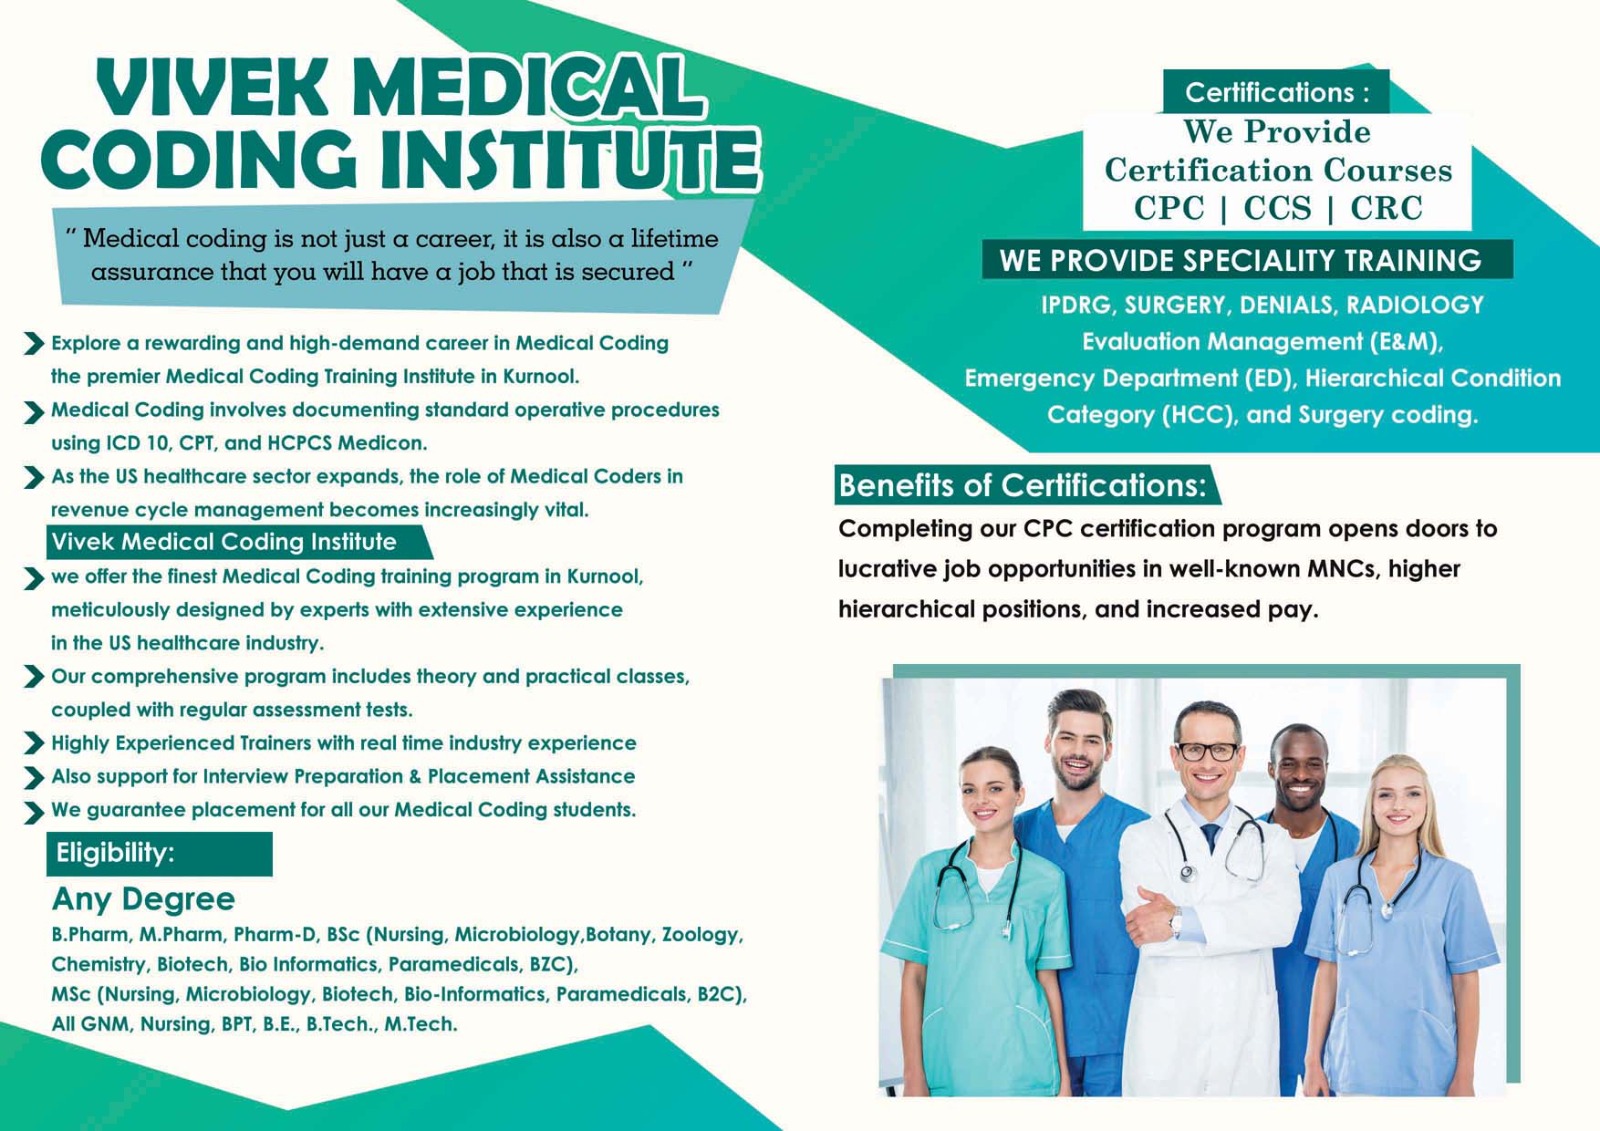 VIVEK MEDICAL
CODING INSTITUTE
“ Medical coding is not just a career, it is also a lifetime
assurance that you will have a job that is secured ”
Explore a rewarding and high-demand career in Medical Coding
the premier Medical Coding Training Institute in Kurnool.
Medical Coding involves documenting standard operative procedures
using ICD 10, CPT, and HCPCS Medicon.
As the US healthcare sector expands, the role of Medical Coders in
revenue cycle management becomes increasingly vital.
Vivek Medical Coding Institute
we offer the finest Medical Coding training program in Kurnool,
meticulously designed by experts with extensive experience
in the US healthcare industry.
Our comprehensive program includes theory and practical classes,
coupled with regular assessment tests.
Highly Experienced Trainers with real time industry experience
Also support for Interview Preparation & Placement Assistance
We guarantee placement for all our Medical Coding students.
Eligibility:
Any Degree
B.Pharm, M.Pharm, Pharm-D, BSc (Nursing, Microbiology,Botany, Zoology,
Chemistry, Biotech, Bio Informatics, Paramedicals, BZC),
MSc (Nursing, Microbiology, Biotech, Bio-Informatics, Paramedicals, B2C),
All GNM, Nursing, BPT, B.E., B.Tech., M.Tech.
Certifications :
We Provide
Certification Courses
CPC | CCS | CRC
WE PROVIDE SPECIALITY TRAINING
IPDRG, SURGERY, DENIALS, RADIOLOGY
Evaluation Management (E&M),
Emergency Department (ED), Hierarchical Condition
Category (HCC), and Surgery coding.
Benefits of Certifications:
Completing our CPC certification program opens doors to
lucrative job opportunities in well-known MNCs, higher
hierarchical positions, and increased pay.